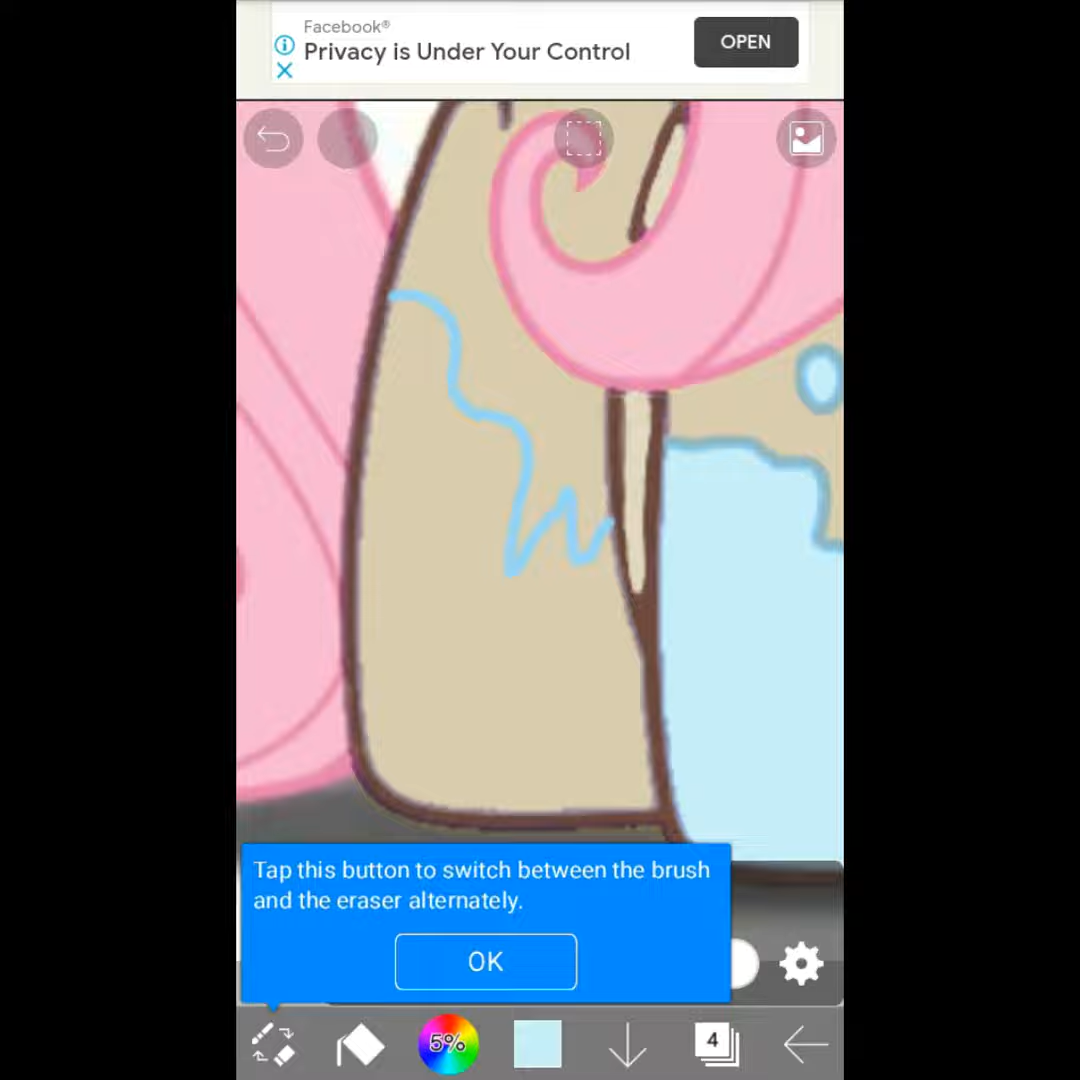 Facebook®
Privacy is Under Your Control
OPEN
Tap this button to switch between the brush
and the eraser alternately.
OK
5%
4